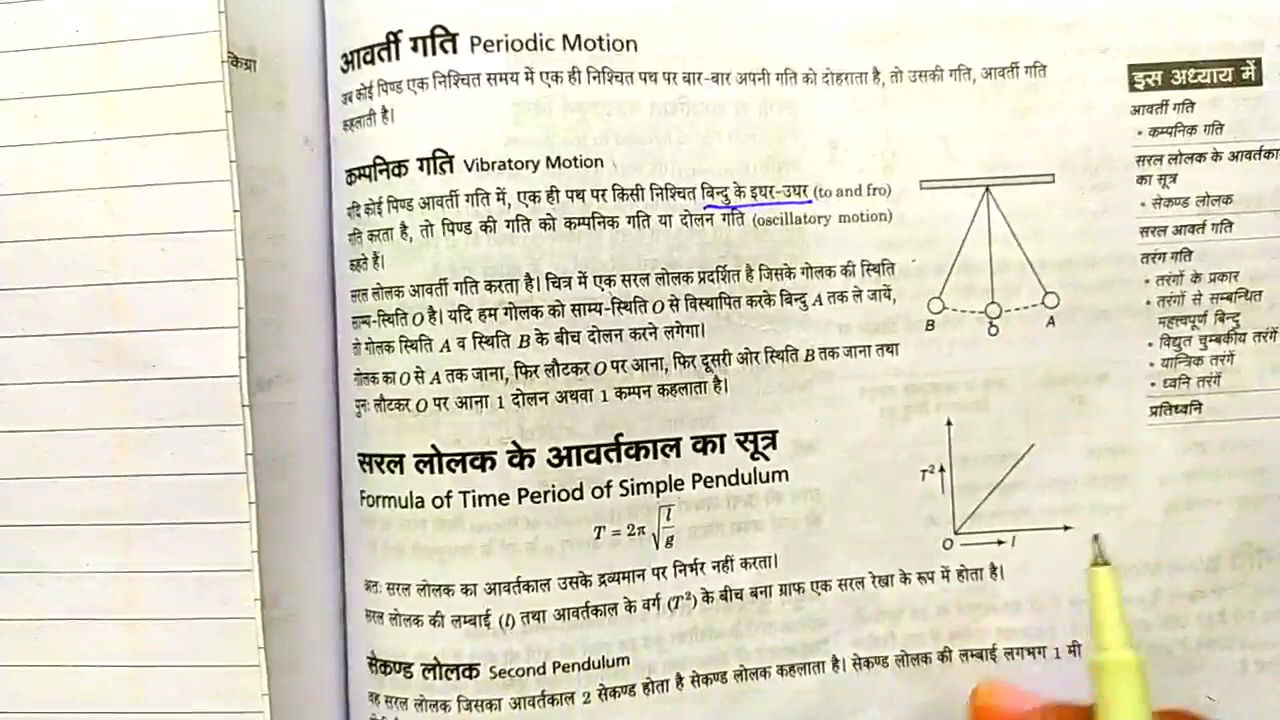 किग्रा
आवर्ती गति Periodic Motion
जब कोई पिण्ड एक निश्चित समय में एक ही निश्चित पथ पर बार-बार अपनी गति को दोहराता है, तो उसकी गति, आवर्ती गति
कहलाती है।
कम्पनिक गति Vibratory Motion
यदि कोई पिण्ड आवर्ती गति में, एक ही पथ पर किसी निश्चित बिन्दु के इधर-उधर (to and fro)
गति करता है, तो पिण्ड की गति को कम्पनिक गति या दोलन गति (oscillatory motion)
कहते हैं।
सरल लोलक आवर्ती गति करता है। चित्र में एक सरल लोलक प्रदर्शित है जिसके गोलक की स्थिति
साम्य-स्थिति O है। यदि हम गोलक को साम्य-स्थिति O से विस्थापित करके बिन्दु A तक ले जायें,
तो गोलक स्थिति A व स्थिति B के बीच दोलन करने लगेगा।
गोलक का O से A तक जाना, फिर लौटकर O पर आना, फिर दूसरी ओर स्थिति B तक जाना तथा
पुनः लौटकर O पर आना 1 दोलन अथवा 1 कम्पन कहलाता है।
B O A
सरल लोलक के आवर्तकाल का सूत्र
Formula of Time Period of Simple Pendulum
T = 2π √(l/g)
अतः सरल लोलक का आवर्तकाल उसके द्रव्यमान पर निर्भर नहीं करता।
सरल लोलक की लम्बाई (l) तथा आवर्तकाल के वर्ग (T²) के बीच बना ग्राफ एक सरल रेखा के रूप में होता है।
T²
O l
सेकण्ड लोलक Second Pendulum
वह सरल लोलक जिसका आवर्तकाल 2 सेकण्ड होता है सेकण्ड लोलक कहलाता है। सेकण्ड लोलक की लम्बाई लगभग 1 मी
इस अध्याय में
आवर्ती गति
• कम्पनिक गति
सरल लोलक के आवर्तका
का सूत्र
• सेकण्ड लोलक
सरल आवर्त गति
तरंग गति
• तरंगों के प्रकार
• तरंगों से सम्बन्धित
महत्त्वपूर्ण बिन्दु
• विद्युत चुम्बकीय तरंगें
• यान्त्रिक तरंगें
• ध्वनि तरंगें
प्रतिध्वनि